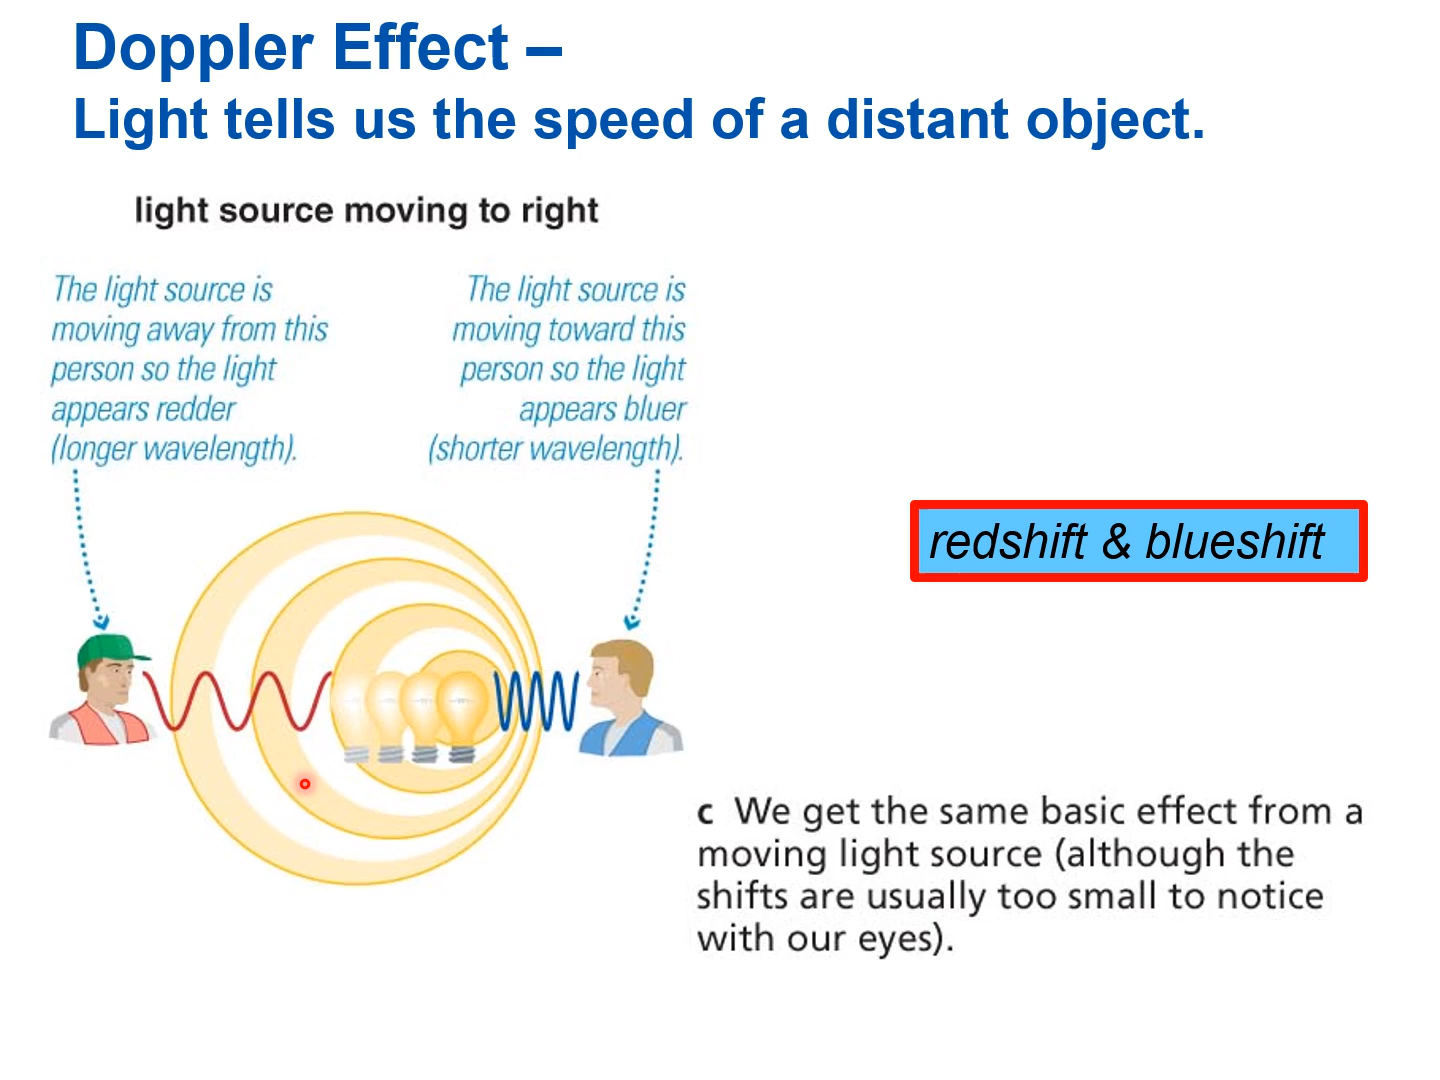 Doppler Effect –
Light tells us the speed of a distant object.
light source moving to right
The light source is
moving away from this
person so the light
appears redder
(longer wavelength).
The light source is
moving toward this
person so the light
appears bluer
(shorter wavelength).
redshift & blueshift
c We get the same basic effect from a
moving light source (although the
shifts are usually too small to notice
with our eyes).